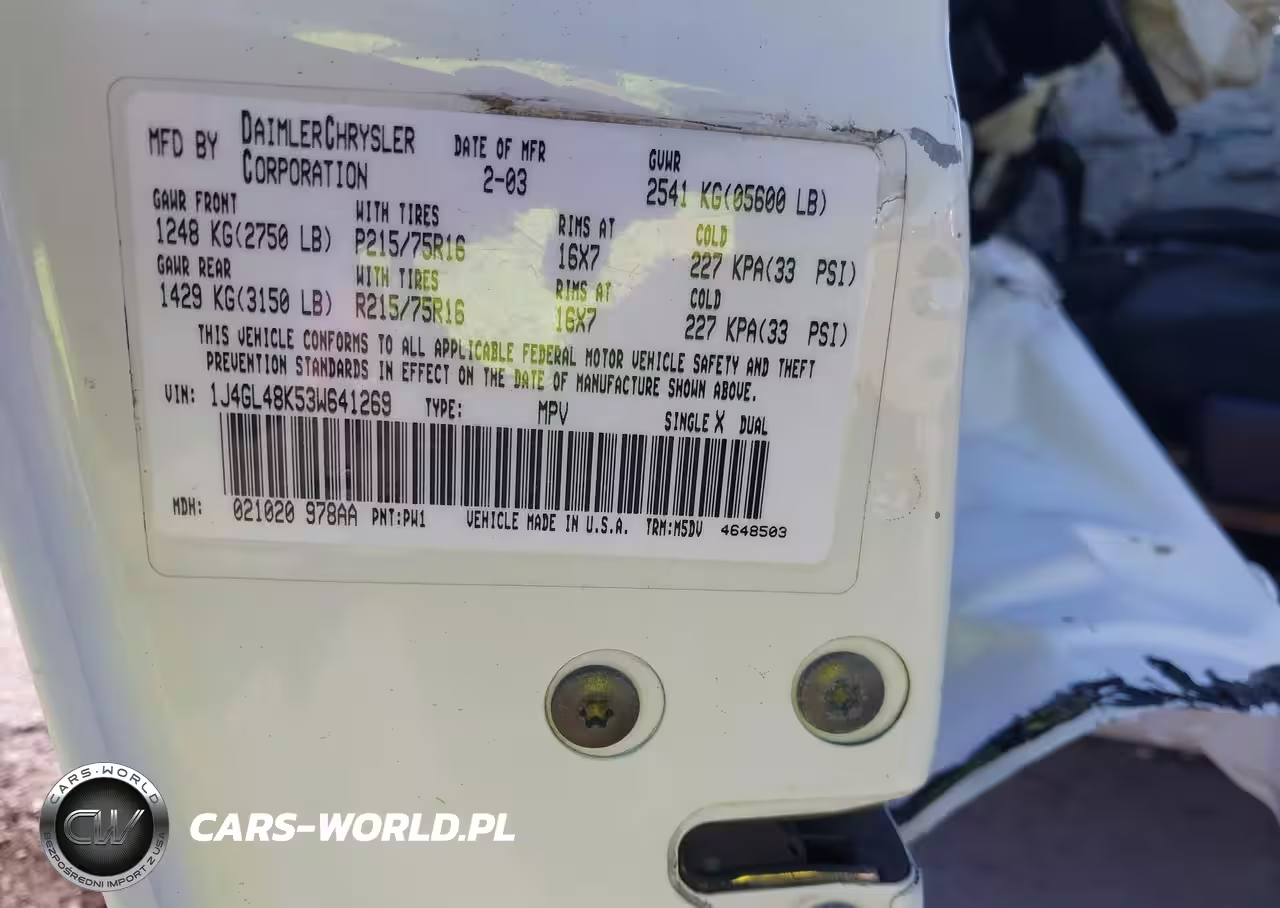 MFD BY DAIMLERCHRYSLER CORPORATION
DATE OF MFR
2-03
GVWR
2541 KG(05600 LB)
GAWR FRONT WITH TIRES RIMS AT COLD
1248 KG(2750 LB) P215/75R16 16X7 227 KPA(33 PSI)
GAWR REAR WITH TIRES RIMS AT COLD
1429 KG(3150 LB) R215/75R16 16X7 227 KPA(33 PSI)
THIS VEHICLE CONFORMS TO ALL APPLICABLE FEDERAL MOTOR VEHICLE SAFETY AND THEFT
PREVENTION STANDARDS IN EFFECT ON THE DATE OF MANUFACTURE SHOWN ABOVE.
VIN: 1J4GL48K53W641269 TYPE: MPV SINGLE X DUAL
MDH: 021020 978AA PNT:PW1 VEHICLE MADE IN U.S.A. TRM:M5DV 4648503
CARS-WORLD
CW
BEZPOŚREDNI IMPORT Z USA
CARS-WORLD.PL